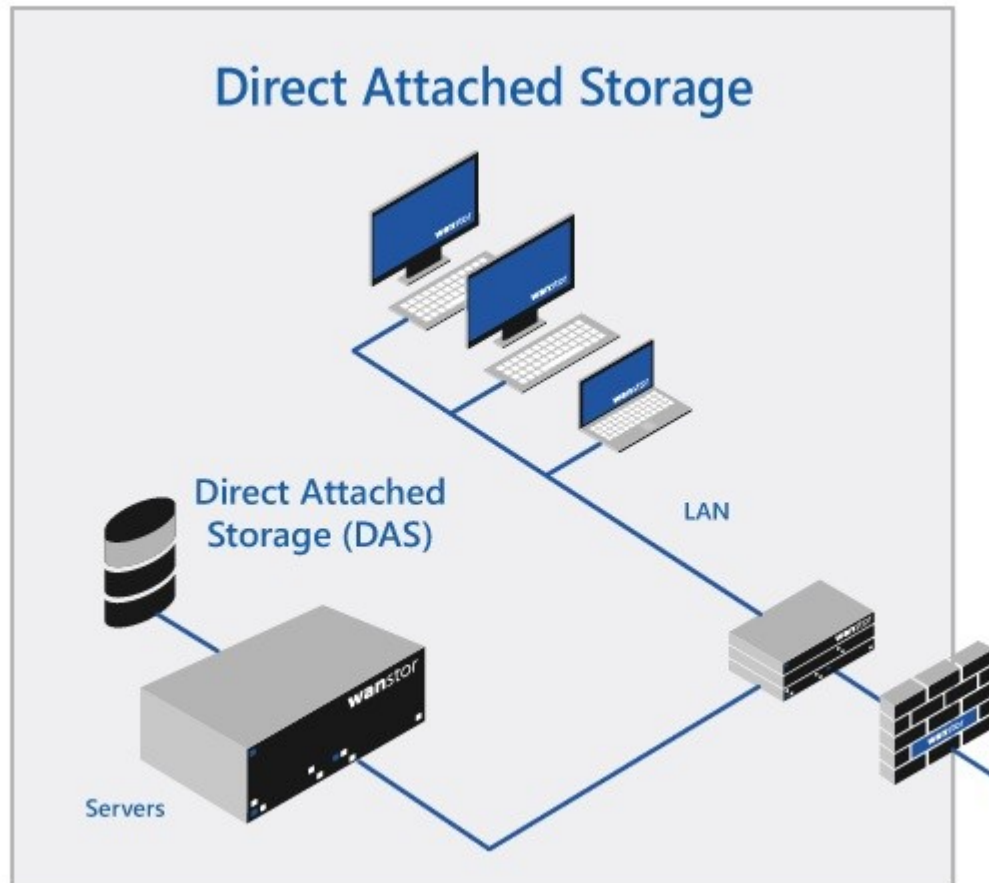 Direct Attached Storage
wanstor
wanstor
wanstor
Direct Attached
Storage (DAS)
LAN
wanstor
wanstor
wanstor
Servers